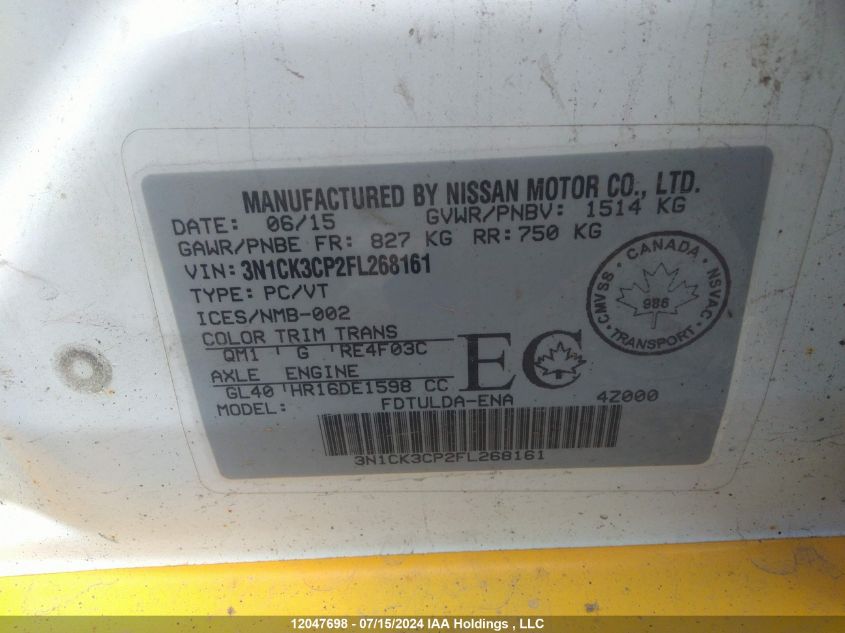 MANUFACTURED BY NISSAN MOTOR CO., LTD.
DATE: 06/15 GVWR/PNBV: 1514 KG
GAWR/PNBE FR: 827 KG RR: 750 KG
VIN: 3N1CK3CP2FL268161
TYPE: PC/VT
ICES/NMB-002
CMVSS • CANADA • NSVAC
986
TRANSPORT
COLOR TRIM TRANS
QM1 ' G 'RE4F03C
AXLE ENGINE
GL40 'HR16DE1598 CC
EC
MODEL: FDTULDA-ENA 4Z000
3N1CK3CP2FL268161
12047698 - 07/15/2024 IAA Holdings , LLC